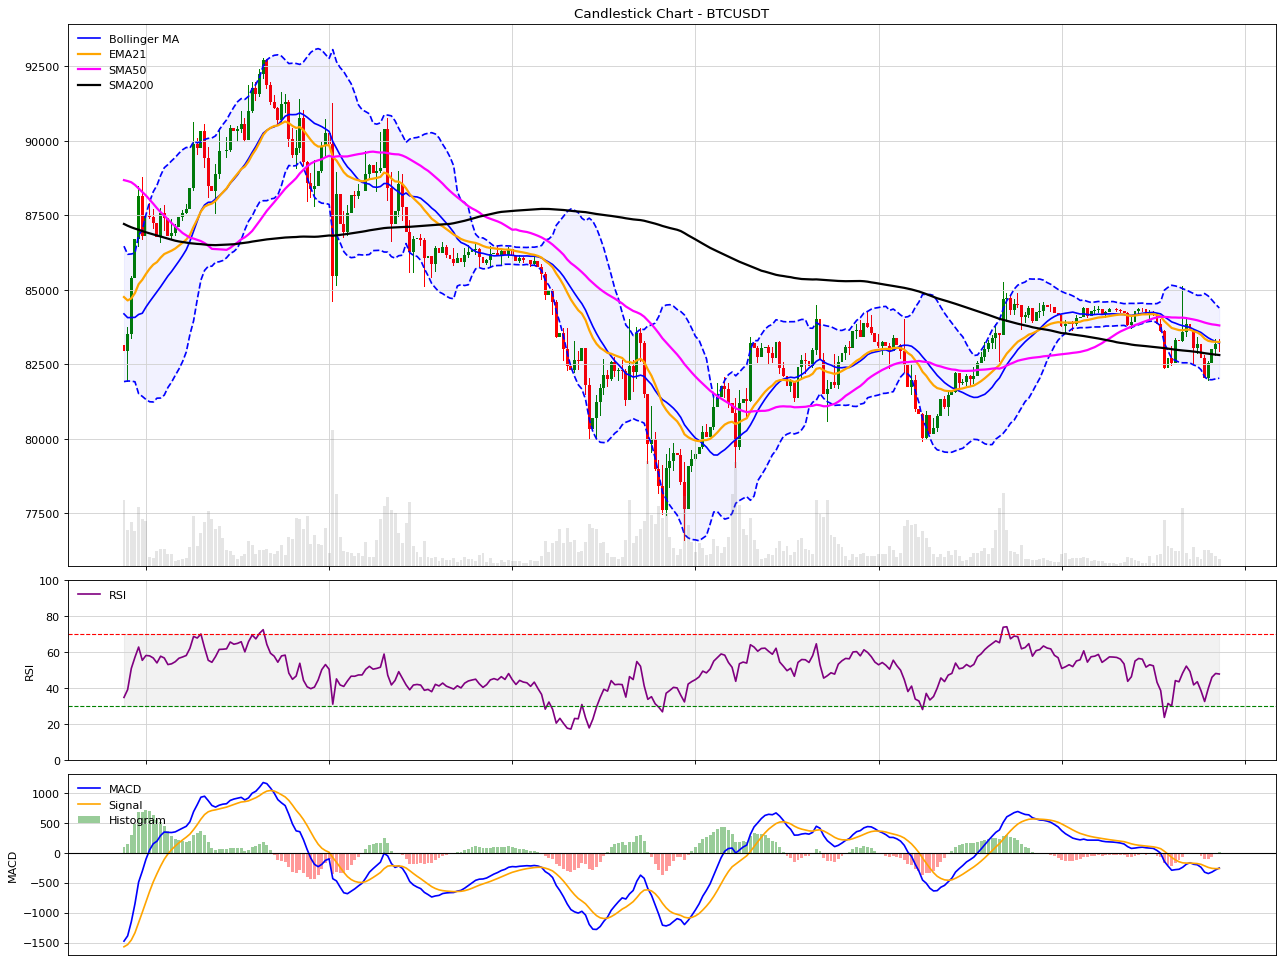 Candlestick Chart - BTCUSDT
Bollinger MA
EMA21
SMA50
SMA200
92500
90000
87500
85000
82500
80000
77500
RSI
100
80
60
40
20
0
RSI
MACD
Signal
Histogram
1000
500
0
−500
−1000
−1500
MACD